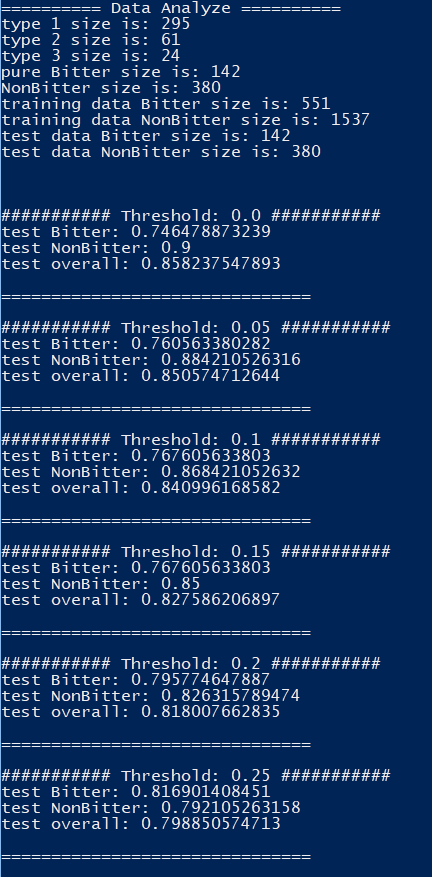 ========== Data Analyze ==========
type 1 size is: 295
type 2 size is: 61
type 3 size is: 24
pure Bitter size is: 142
NonBitter size is: 380
training data Bitter size is: 551
training data NonBitter size is: 1537
test data Bitter size is: 142
test data NonBitter size is: 380
########### Threshold: 0.0 ###########
test Bitter: 0.746478873239
test NonBitter: 0.9
test overall: 0.858237547893
===============================
########### Threshold: 0.05 ###########
test Bitter: 0.760563380282
test NonBitter: 0.884210526316
test overall: 0.850574712644
===============================
########### Threshold: 0.1 ###########
test Bitter: 0.767605633803
test NonBitter: 0.868421052632
test overall: 0.840996168582
===============================
########### Threshold: 0.15 ###########
test Bitter: 0.767605633803
test NonBitter: 0.85
test overall: 0.827586206897
===============================
########### Threshold: 0.2 ###########
test Bitter: 0.795774647887
test NonBitter: 0.826315789474
test overall: 0.818007662835
===============================
########### Threshold: 0.25 ###########
test Bitter: 0.816901408451
test NonBitter: 0.792105263158
test overall: 0.798850574713
===============================